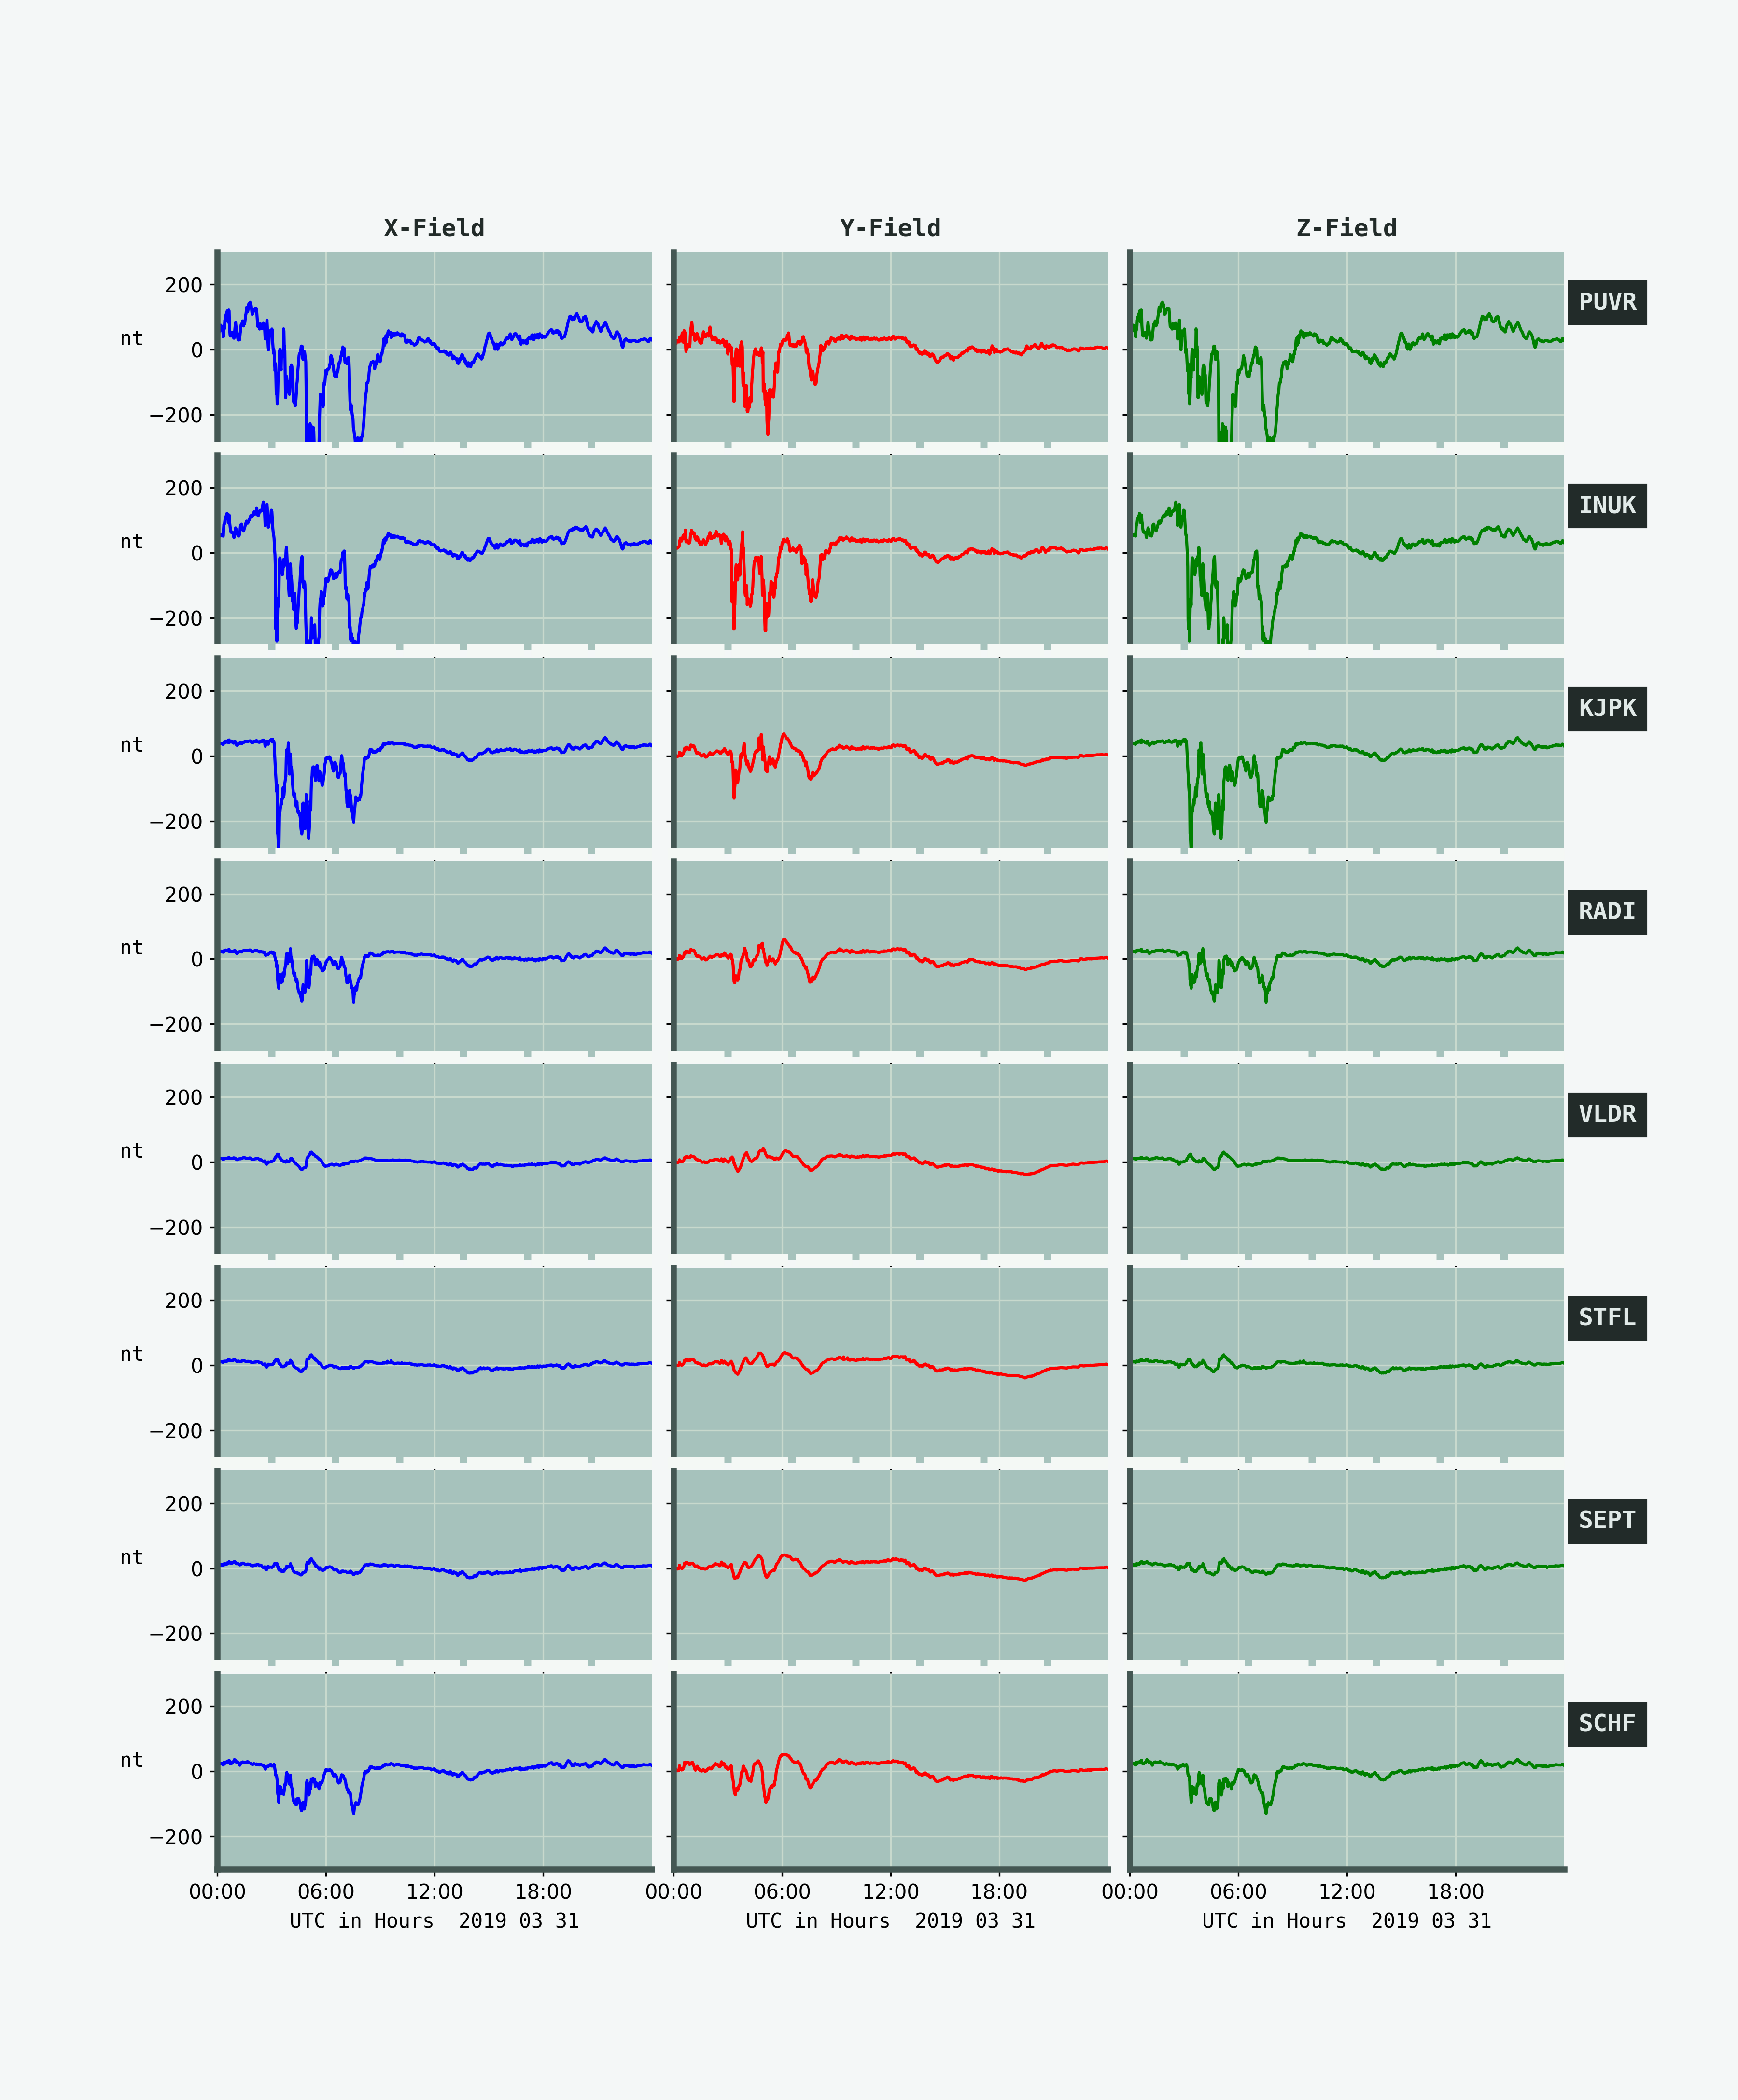 X-Field Y-Field Z-Field
200
nt
0
−200
PUVR
200
nt
0
−200
INUK
200
nt
0
−200
KJPK
200
nt
0
−200
RADI
200
nt
0
−200
VLDR
200
nt
0
−200
STFL
200
nt
0
−200
SEPT
200
nt
0
−200
SCHF
00:00 06:00 12:00 18:00 00:00 06:00 12:00 18:00 00:00 06:00 12:00 18:00
UTC in Hours 2019 03 31 UTC in Hours 2019 03 31 UTC in Hours 2019 03 31